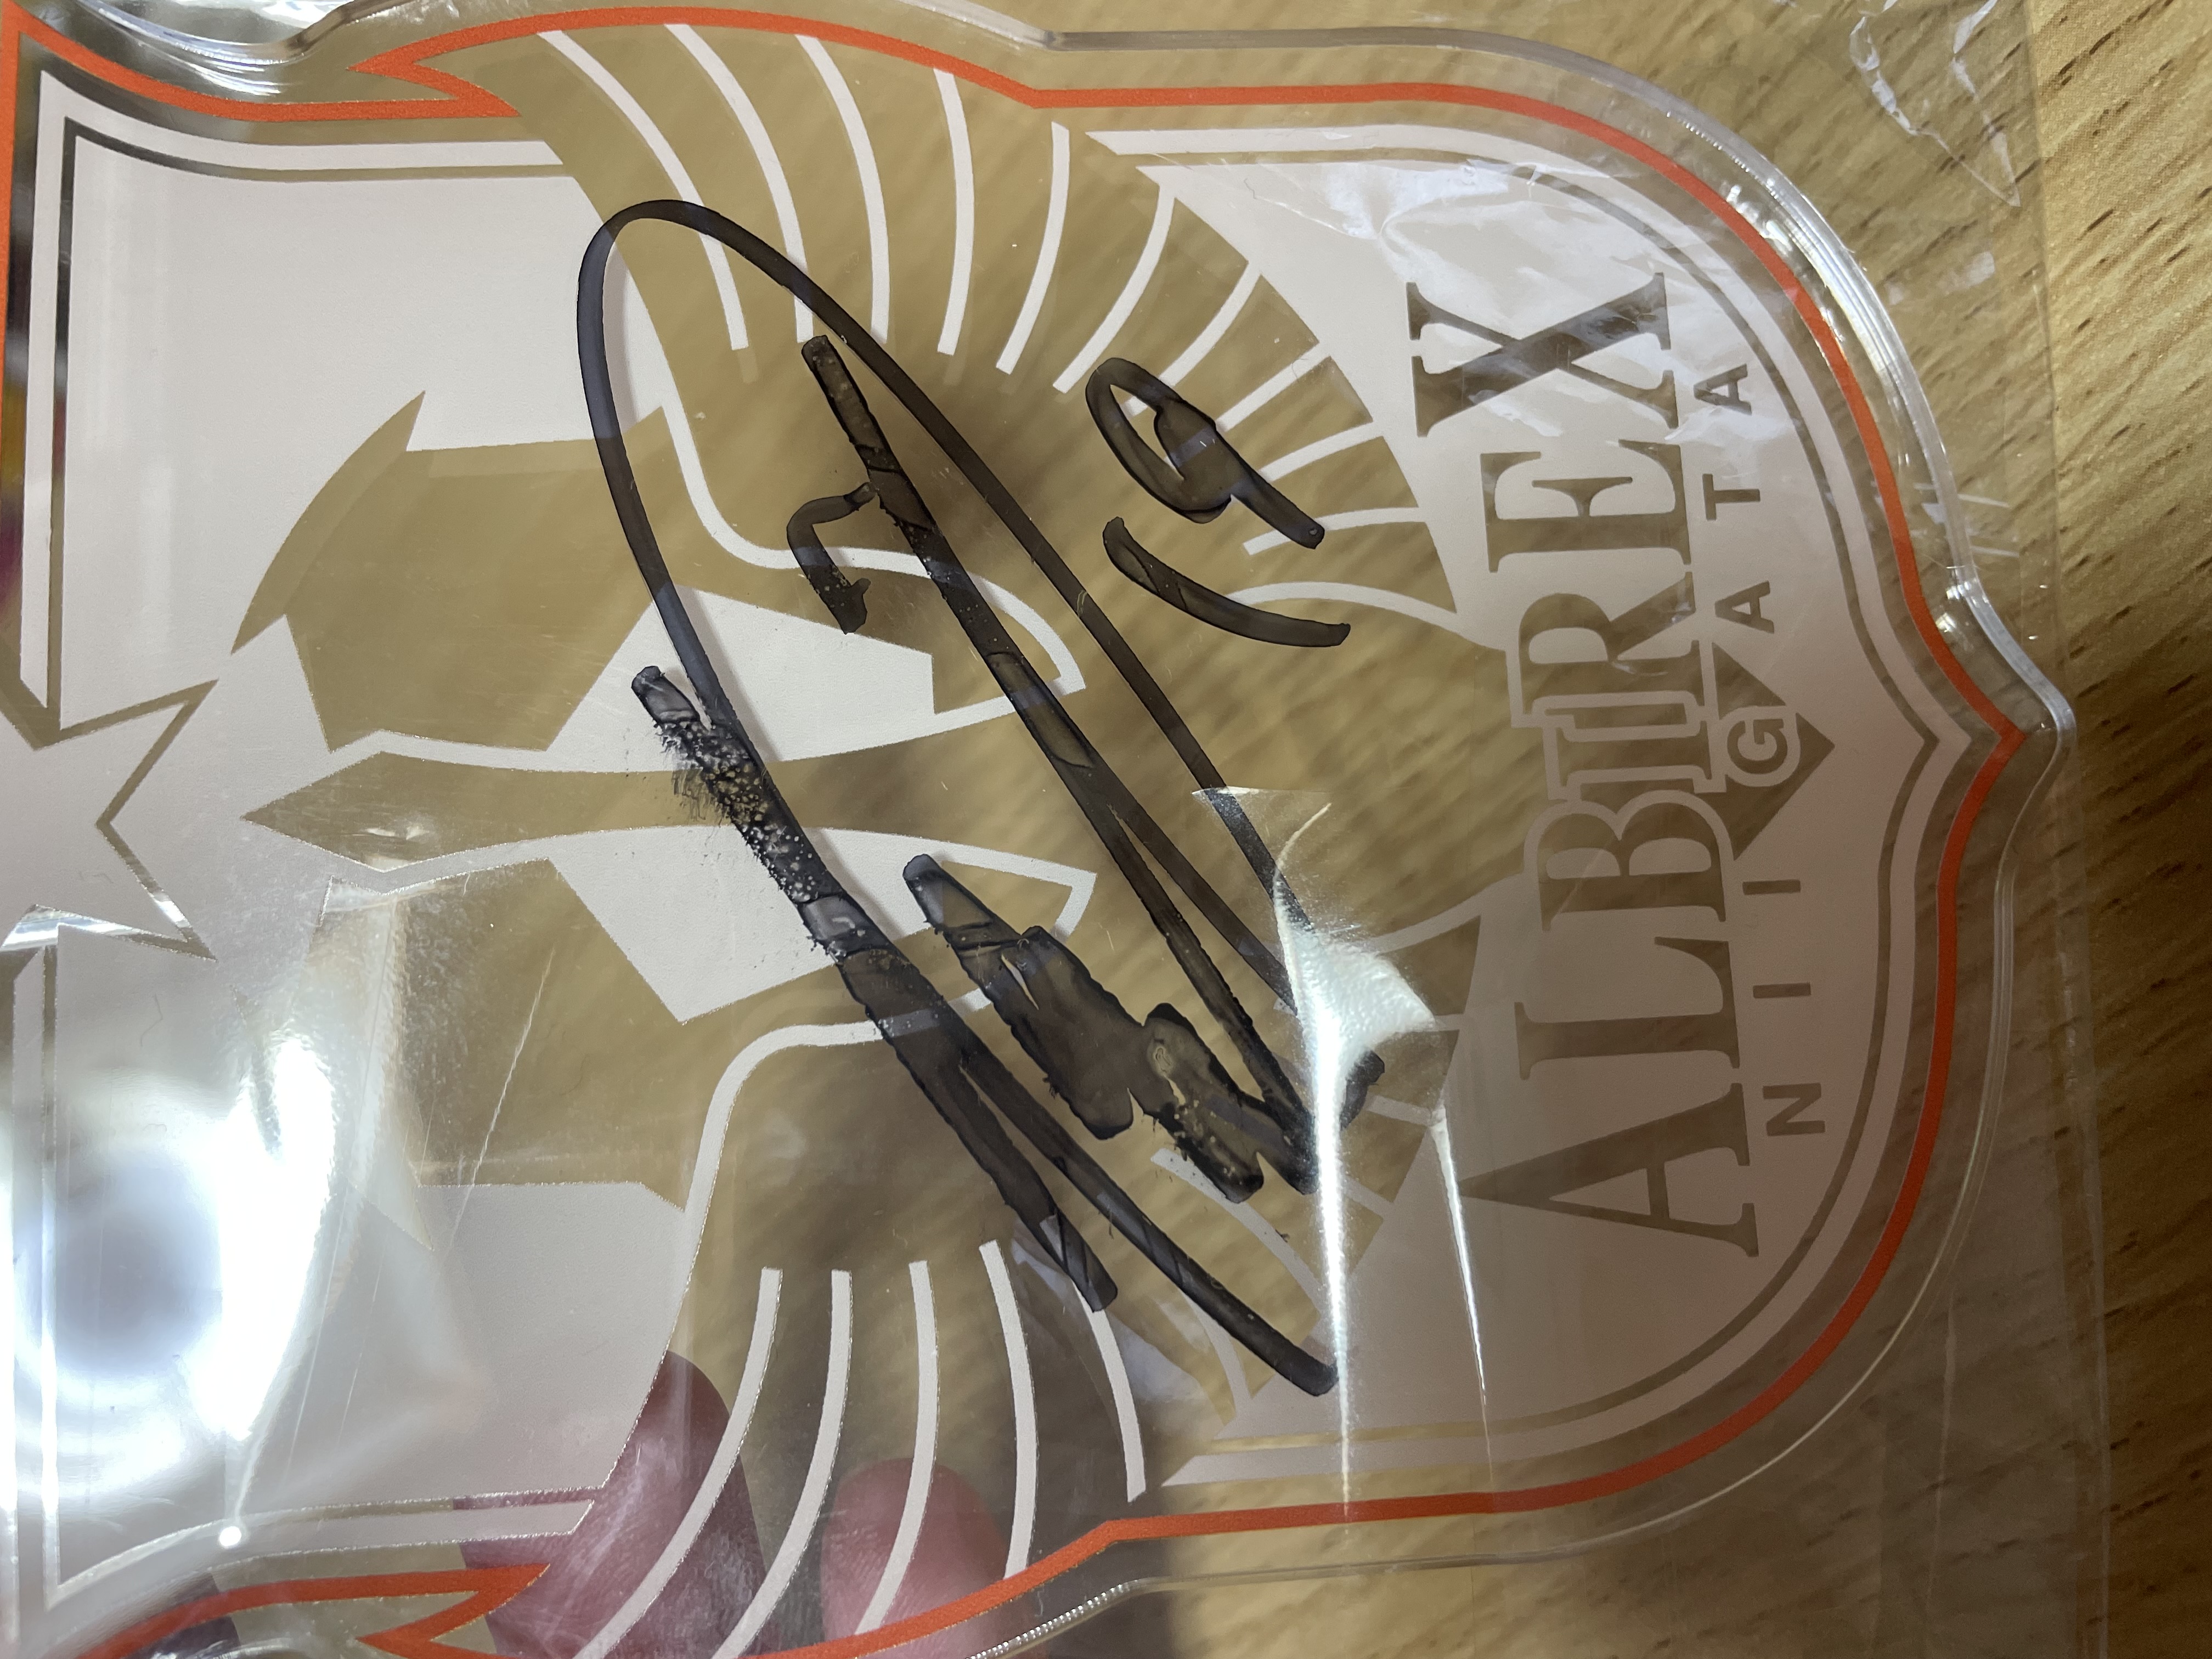 19
ALBIREX
NIIGATA